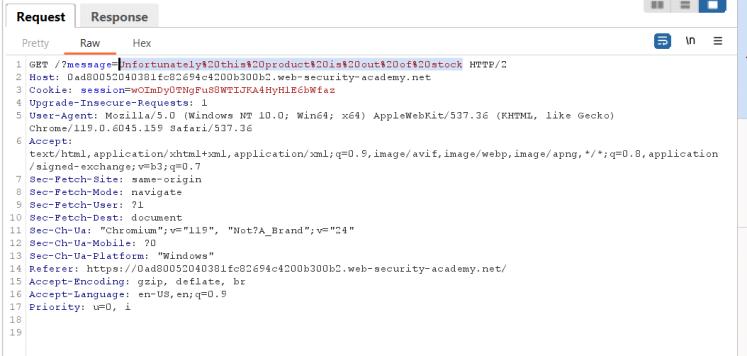 Request Response
Pretty Raw Hex \n
1 GET /?message=Unfortunately%20this%20product%20is%20out%20of%20stock HTTP/2
2 Host: 0ad80052040381fc82694c4200b300b2.web-security-academy.net
3 Cookie: session=wOImDy0TNgFuS8WTIJKA4HyHlE6bWfaz
4 Upgrade-Insecure-Requests: 1
5 User-Agent: Mozilla/5.0 (Windows NT 10.0; Win64; x64) AppleWebKit/537.36 (KHTML, like Gecko)
Chrome/119.0.6045.159 Safari/537.36
6 Accept:
text/html,application/xhtml+xml,application/xml;q=0.9,image/avif,image/webp,image/apng,*/*;q=0.8,application
/signed-exchange;v=b3;q=0.7
7 Sec-Fetch-Site: same-origin
8 Sec-Fetch-Mode: navigate
9 Sec-Fetch-User: ?1
10 Sec-Fetch-Dest: document
11 Sec-Ch-Ua: "Chromium";v="119", "Not?A_Brand";v="24"
12 Sec-Ch-Ua-Mobile: ?0
13 Sec-Ch-Ua-Platform: "Windows"
14 Referer: https://0ad80052040381fc82694c4200b300b2.web-security-academy.net/
15 Accept-Encoding: gzip, deflate, br
16 Accept-Language: en-US,en;q=0.9
17 Priority: u=0, i
18
19